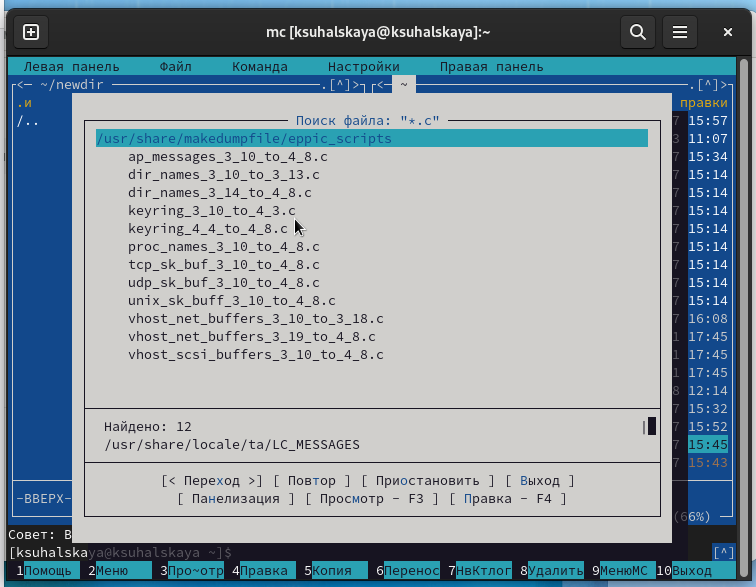 mc [ksuhalskaya@ksuhalskaya]:~
Левая панель Файл Команда Настройки Правая панель
<— ~/newdir .[^]> <— ~ .[^]>
.и правки
/.. 7 15:57
Поиск файла: "*.c"
/usr/share/makedumpfile/eppic_scripts 3 11:07
ap_messages_3_10_to_4_8.c 7 15:34
dir_names_3_10_to_3_13.c 7 15:14
dir_names_3_14_to_4_8.c 7 15:14
keyring_3_10_to_4_3.c 7 15:14
keyring_4_4_to_4_8.c 7 15:14
proc_names_3_10_to_4_8.c 7 15:14
tcp_sk_buf_3_10_to_4_8.c 7 15:14
udp_sk_buf_3_10_to_4_8.c 7 15:14
unix_sk_buff_3_10_to_4_8.c 7 15:14
vhost_net_buffers_3_10_to_3_18.c 7 16:08
vhost_net_buffers_3_19_to_4_8.c 1 17:45
vhost_scsi_buffers_3_10_to_4_8.c 1 17:45
1 17:45
8 12:14
7 15:32
Найдено: 12 | 7 15:52
/usr/share/locale/ta/LC_MESSAGES 7 15:45
7 15:43
[< Переход >] [ Повтор ] [ Приостановить ] [ Выход ]
-ВВЕРХ- [ Панелизация ] [ Просмотр - F3 ] [ Правка - F4 ]
(66%)
Совет: В
[ksuhalskaya@ksuhalskaya ~]$ [^]
1Помощь 2Меню 3Про~отр 4Правка 5Копия 6Перенос 7НвКтлог 8Удалить 9МенюМС 10Выход